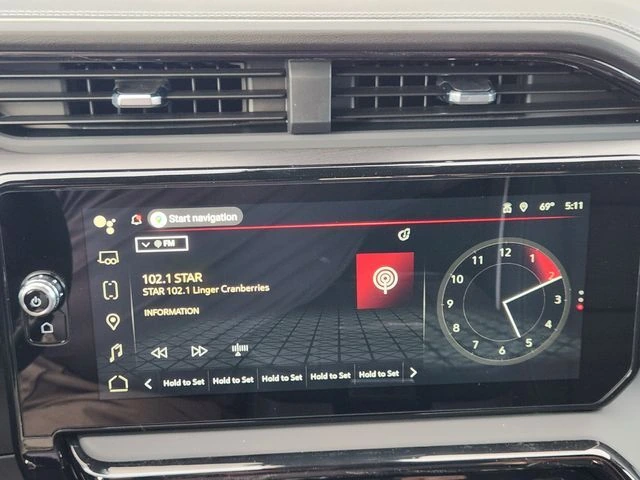 Start navigation
69° 5:11
FM
102.1 STAR
STAR 102.1 Linger Cranberries
INFORMATION
12
1
2
3
4
5
6
7
8
9
10
11
Hold to Set Hold to Set Hold to Set Hold to Set Hold to Set